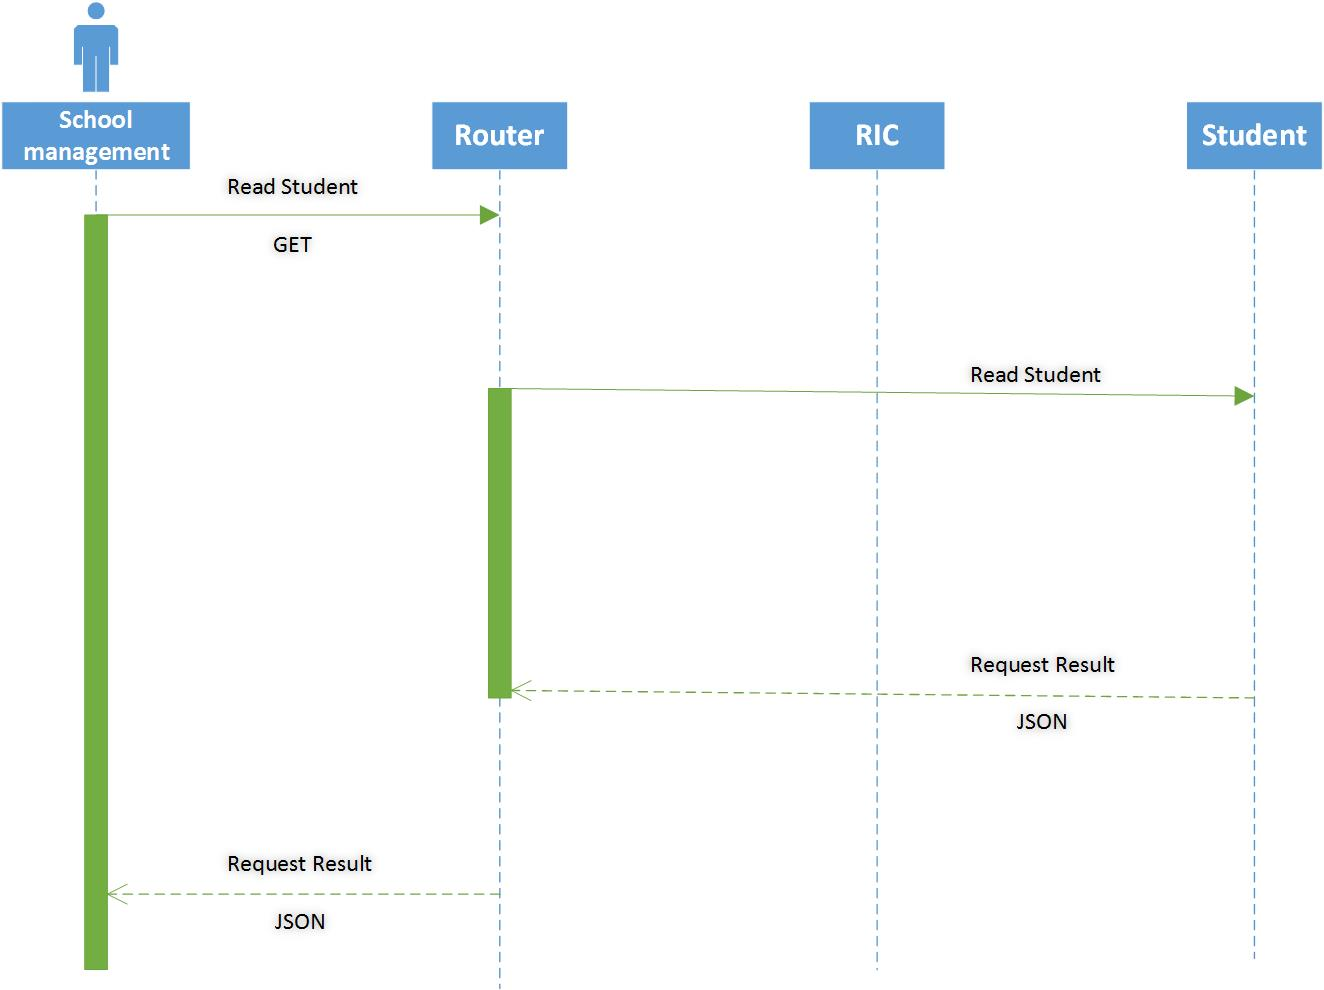 School
management
Router
RIC
Student
Read Student
GET
Read Student
Request Result
JSON
Request Result
JSON